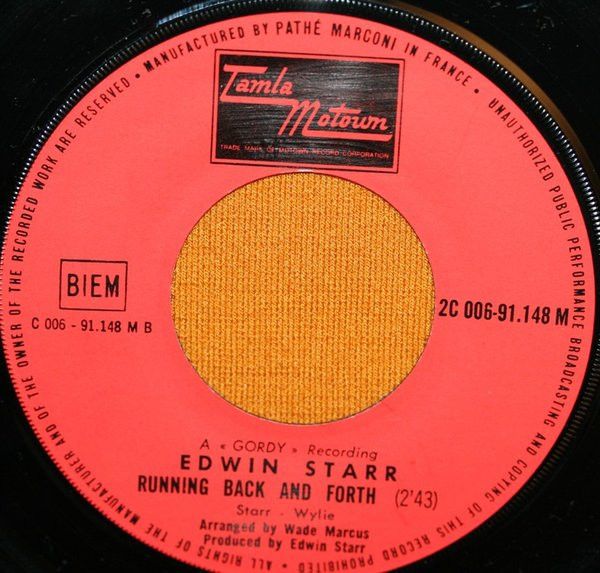 • MANUFACTURED BY PATHÉ MARCONI IN FRANCE • UNAUTHORIZED PUBLIC PERFORMANCE BROADCASTING AND COPYING OF THIS RECORD PROHIBITED • ALL RIGHTS OF THE MANUFACTURER AND OF THE OWNER OF THE RECORDED WORK ARE RESERVED
Tamla
Motown
TRADE MARK OF MOTOWN RECORD CORPORATION
BIEM
C 006 - 91.148 M B
2C 006-91.148 M
A « GORDY » Recording
EDWIN STARR
RUNNING BACK AND FORTH (2'43)
Starr - Wylie
Arranged by Wade Marcus
Produced by Edwin Starr